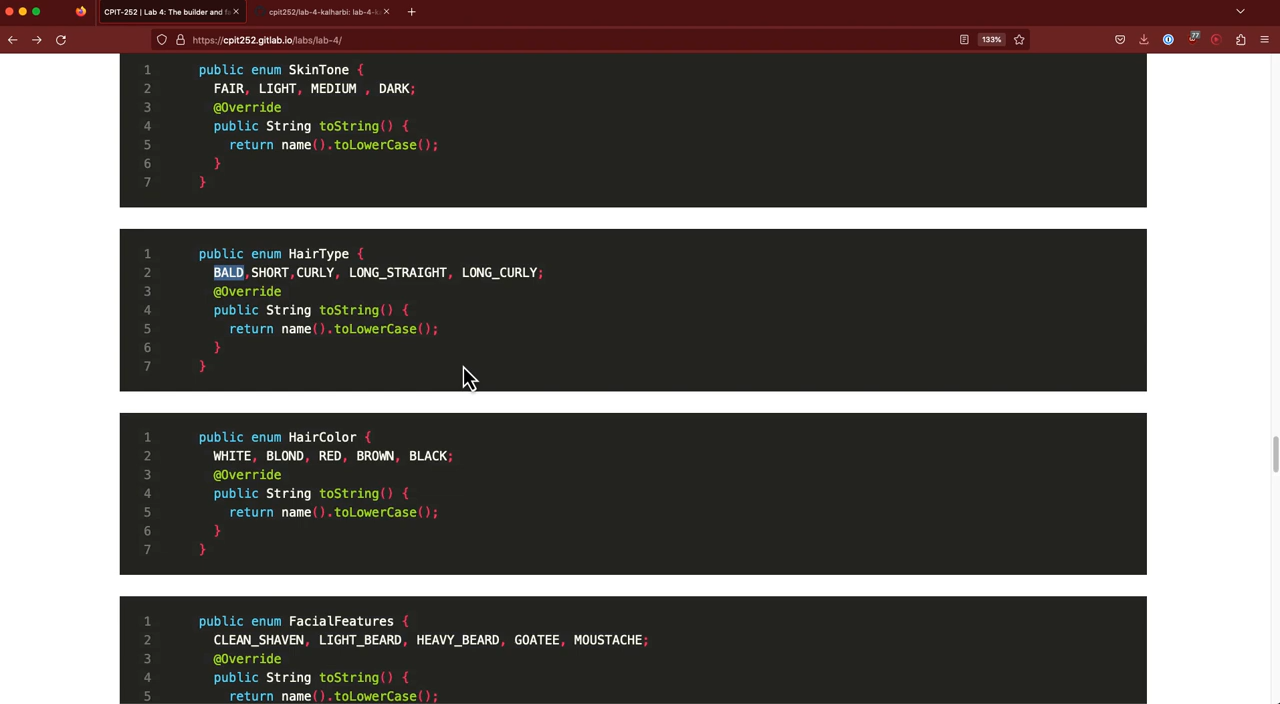 CPIT-252 | Lab 4: The builder and fa
cpit252/lab-4-kalharbi: lab-4-ka
https://cpit252.gitlab.io/labs/lab-4/
133%
77
1 public enum SkinTone {
2 FAIR, LIGHT, MEDIUM , DARK;
3 @Override
4 public String toString() {
5 return name().toLowerCase();
6 }
7 }
1 public enum HairType {
2 BALD,SHORT,CURLY, LONG_STRAIGHT, LONG_CURLY;
3 @Override
4 public String toString() {
5 return name().toLowerCase();
6 }
7 }
1 public enum HairColor {
2 WHITE, BLOND, RED, BROWN, BLACK;
3 @Override
4 public String toString() {
5 return name().toLowerCase();
6 }
7 }
1 public enum FacialFeatures {
2 CLEAN_SHAVEN, LIGHT_BEARD, HEAVY_BEARD, GOATEE, MOUSTACHE;
3 @Override
4 public String toString() {
5 return name().toLowerCase();